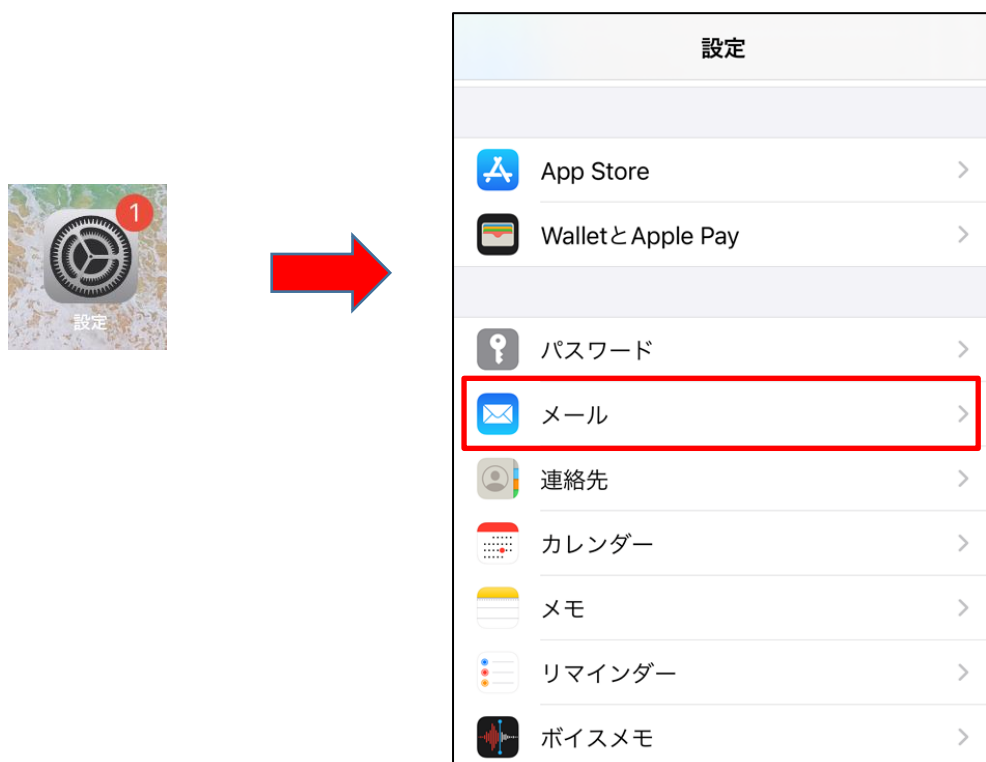 1
設定
設定
App Store
WalletとApple Pay
パスワード
メール
連絡先
カレンダー
メモ
リマインダー
ボイスメモ